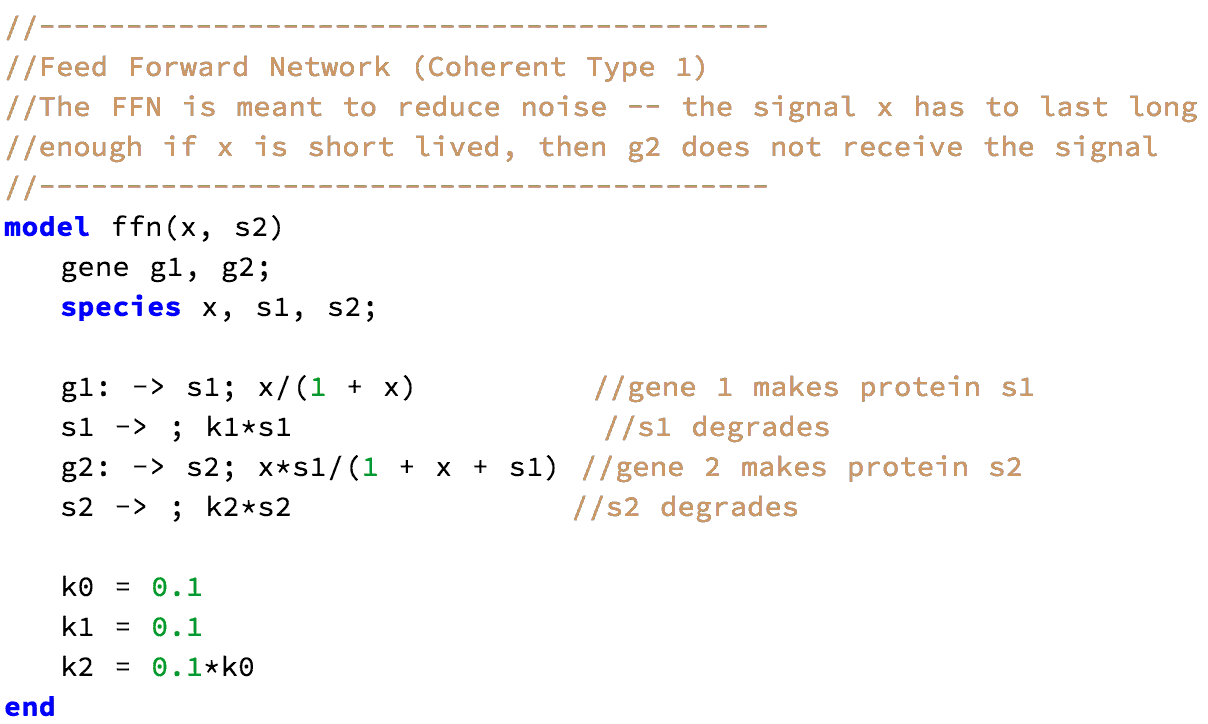 //------------------------------------------
//Feed Forward Network (Coherent Type 1)
//The FFN is meant to reduce noise -- the signal x has to last long
//enough if x is short lived, then g2 does not receive the signal
//------------------------------------------
model ffn(x, s2)
   gene g1, g2;
   species x, s1, s2;

   g1: -> s1; x/(1 + x)          //gene 1 makes protein s1
   s1 -> ; k1*s1                 //s1 degrades
   g2: -> s2; x*s1/(1 + x + s1) //gene 2 makes protein s2
   s2 -> ; k2*s2                //s2 degrades

   k0 = 0.1
   k1 = 0.1
   k2 = 0.1*k0
end